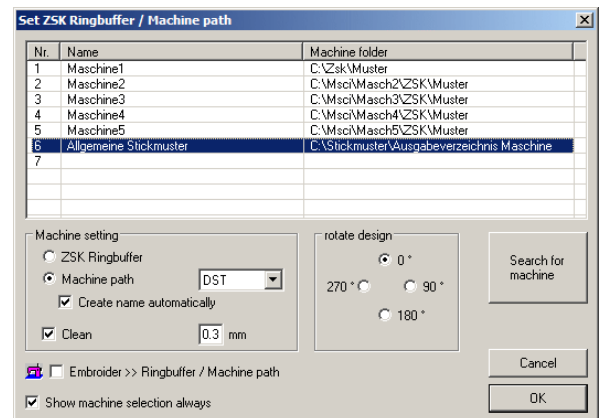 Set ZSK Ringbuffer / Machine path
Nr. Name Machine folder
1 Maschine1 C:\Zsk\Muster
2 Maschine2 C:\Msci\Masch2\ZSK\Muster
3 Maschine3 C:\Msci\Masch3\ZSK\Muster
4 Maschine4 C:\Msci\Masch4\ZSK\Muster
5 Maschine5 C:\Msci\Masch5\ZSK\Muster
6 Allgemeine Stickmuster C:\Stickmuster\Ausgabeverzeichnis Maschine
7
Machine setting
ZSK Ringbuffer
Machine path DST
Create name automatically
Clean 0.3 mm
rotate design
0 °
270 ° 90 °
180 °
Search for
machine
Embroider >> Ringbuffer / Machine path
Show machine selection always
Cancel
OK